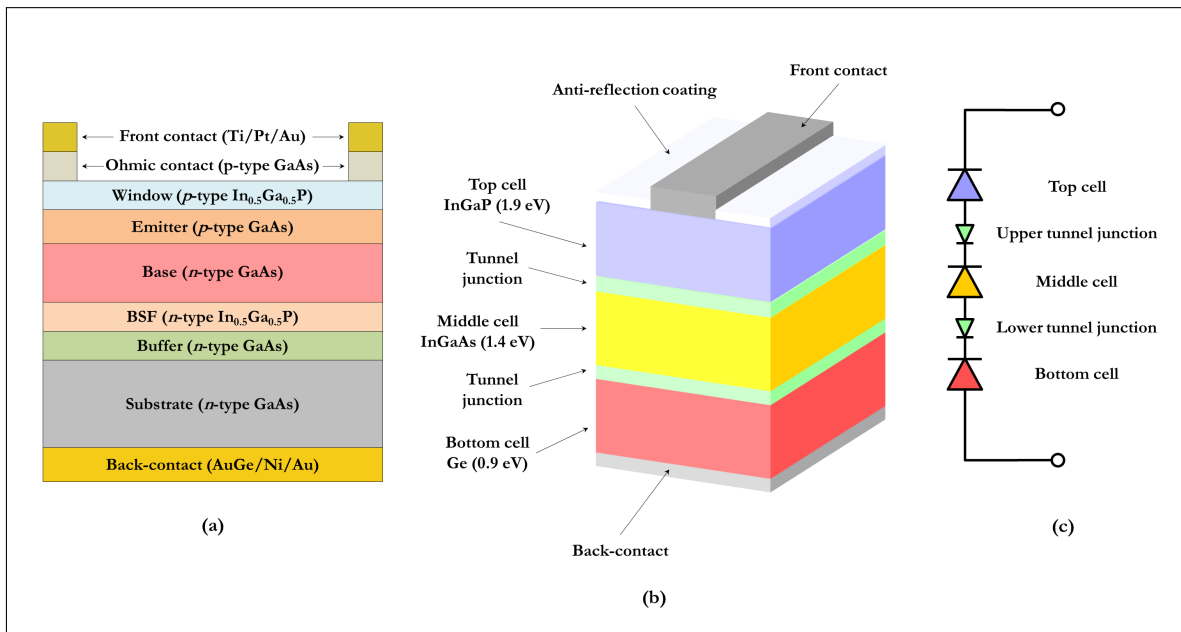 Front contact (Ti/Pt/Au)
Ohmic contact (p-type GaAs)
Window (p-type In₀.₅Ga₀.₅P)
Emitter (p-type GaAs)
Base (n-type GaAs)
BSF (n-type In₀.₅Ga₀.₅P)
Buffer (n-type GaAs)
Substrate (n-type GaAs)
Back-contact (AuGe/Ni/Au)
(a)
Front contact
Anti-reflection coating
Top cell
InGaP (1.9 eV)
Tunnel
junction
Middle cell
InGaAs (1.4 eV)
Tunnel
junction
Bottom cell
Ge (0.9 eV)
Back-contact
(b)
Top cell
Upper tunnel junction
Middle cell
Lower tunnel junction
Bottom cell
(c)